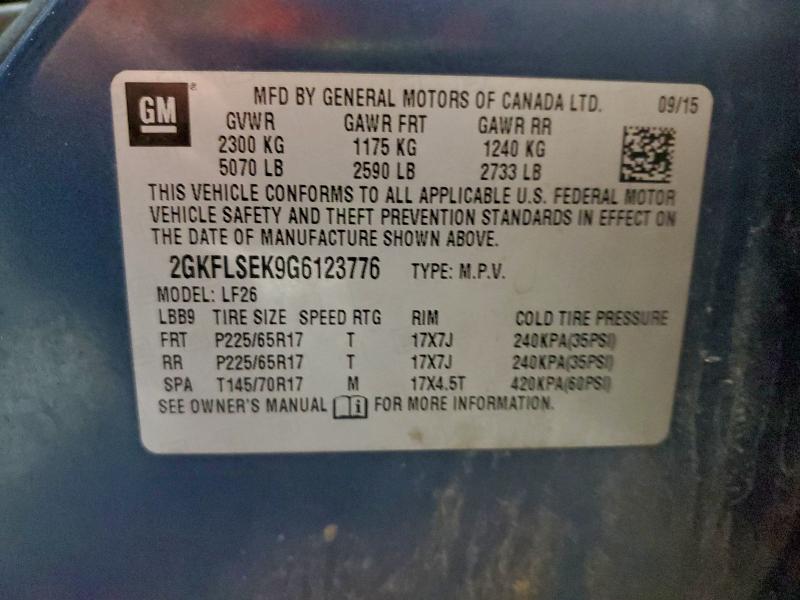 GM ®
MFD BY GENERAL MOTORS OF CANADA LTD. 09/15
GVWR GAWR FRT GAWR RR
2300 KG 1175 KG 1240 KG
5070 LB 2590 LB 2733 LB
THIS VEHICLE CONFORMS TO ALL APPLICABLE U.S. FEDERAL MOTOR
VEHICLE SAFETY AND THEFT PREVENTION STANDARDS IN EFFECT ON
THE DATE OF MANUFACTURE SHOWN ABOVE.
2GKFLSEK9G6123776 TYPE: M.P.V.
MODEL: LF26
LBB9 TIRE SIZE SPEED RTG RIM COLD TIRE PRESSURE
FRT P225/65R17 T 17X7J 240KPA(35PSI)
RR P225/65R17 T 17X7J 240KPA(35PSI)
SPA T145/70R17 M 17X4.5T 420KPA(60PSI)
SEE OWNER'S MANUAL i FOR MORE INFORMATION.